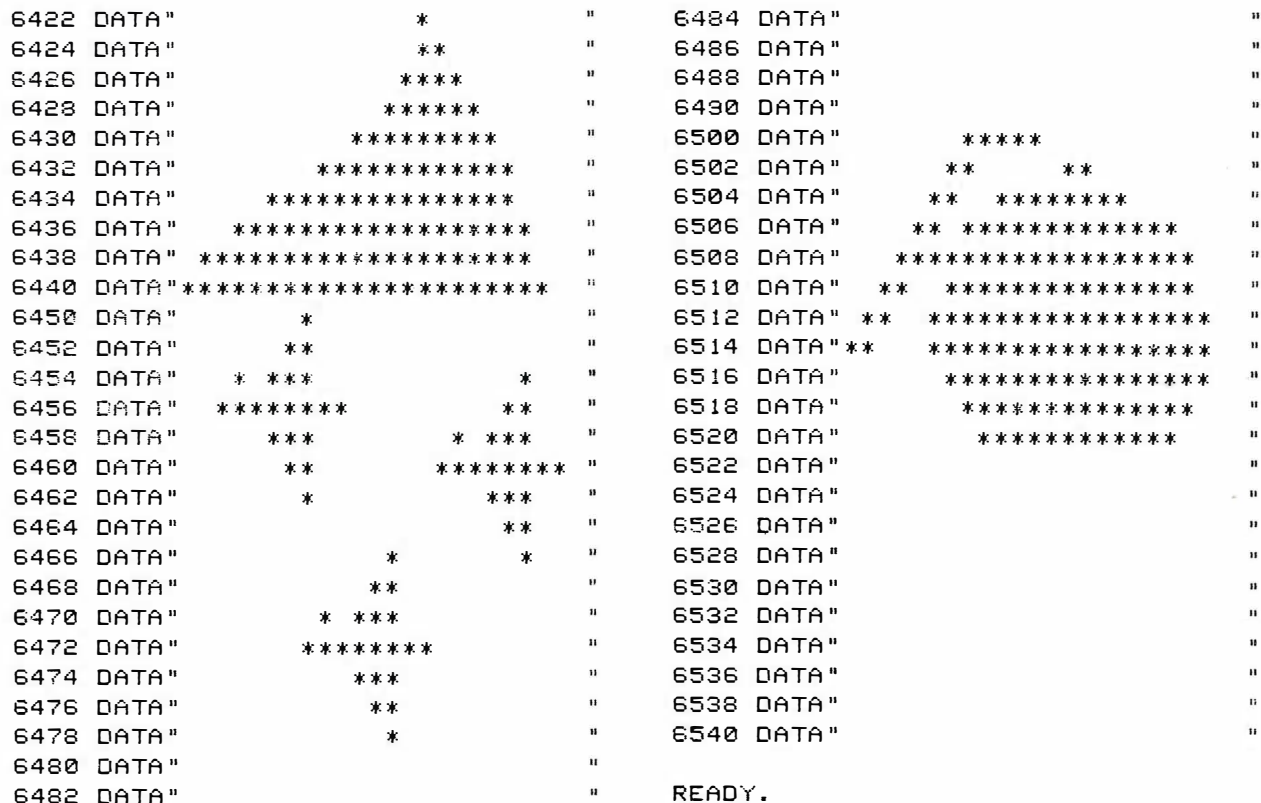 6422 DATA"              *         "
6424 DATA"              **        "
6426 DATA"             ****       "
6428 DATA"            ******      "
6430 DATA"          *********     "
6432 DATA"        ************    "
6434 DATA"     ***************    "
6436 DATA"   ******************   "
6438 DATA" ********************   "
6440 DATA"**********************  "
6450 DATA"       *                "
6452 DATA"      **                "
6454 DATA"   * ***            *   "
6456 DATA"  ********         **   "
6458 DATA"     ***        * ***   "
6460 DATA"      **       ******** "
6462 DATA"       *          ***   "
6464 DATA"                   **   "
6466 DATA"            *       *   "
6468 DATA"           **           "
6470 DATA"        * ***           "
6472 DATA"       ********         "
6474 DATA"          ***           "
6476 DATA"           **           "
6478 DATA"            *           "
6480 DATA"                        "
6482 DATA"                        "
6484 DATA"                        "
6486 DATA"                        "
6488 DATA"                        "
6490 DATA"                        "
6500 DATA"       *****            "
6502 DATA"      **     **         "
6504 DATA"     **  ********       "
6506 DATA"    ** *************    "
6508 DATA"   ******************   "
6510 DATA"  **  ***************   "
6512 DATA" **  *****************  "
6514 DATA"**   *****************  "
6516 DATA"      ****************  "
6518 DATA"       **************   "
6520 DATA"        ************    "
6522 DATA"                        "
6524 DATA"                        "
6526 DATA"                        "
6528 DATA"                        "
6530 DATA"                        "
6532 DATA"                        "
6534 DATA"                        "
6536 DATA"                        "
6538 DATA"                        "
6540 DATA"                        "
READY.